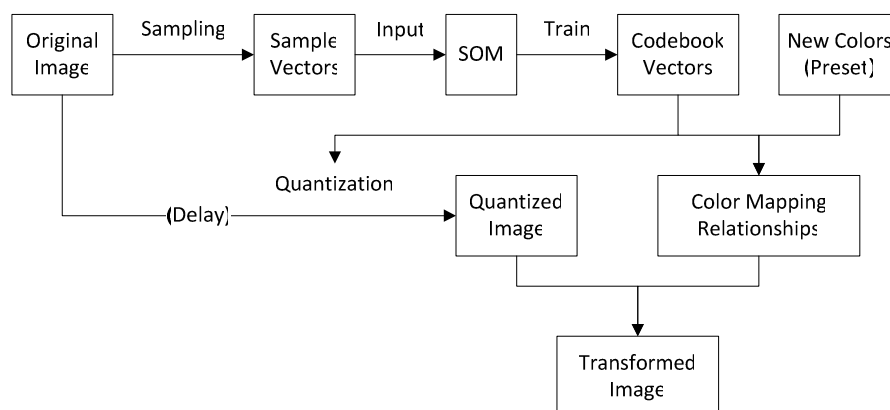 Sampling
Input
Train
Original
Image
Sample
Vectors
SOM
Codebook
Vectors
New Colors
(Preset)
Quantization
(Delay)
Quantized
Image
Color Mapping
Relationships
Transformed
Image